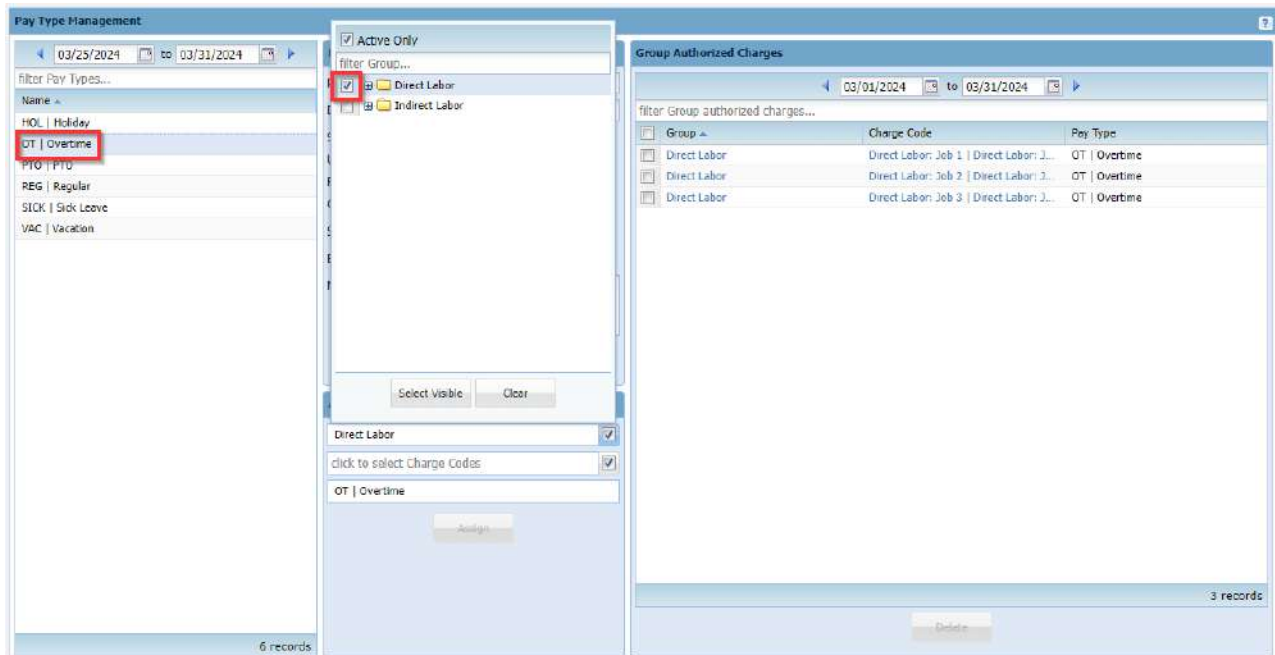 Pay Type Management
?
03/25/2024 to 03/31/2024
filter Pay Types...
Name
HOL | Holiday
OT | Overtime
PTO | PTO
REG | Regular
SICK | Sick Leave
VAC | Vacation
6 records
Active Only
filter Group...
Direct Labor
Indirect Labor
Select Visible Clear
Direct Labor
click to select Charge Codes
OT | Overtime
Assign
Group Authorized Charges
03/01/2024 to 03/31/2024
filter Group authorized charges...
Group Charge Code Pay Type
Direct Labor Direct Labor: Job 1 | Direct Labor: J... OT | Overtime
Direct Labor Direct Labor: Job 2 | Direct Labor: J... OT | Overtime
Direct Labor Direct Labor: Job 3 | Direct Labor: J... OT | Overtime
3 records
Delete